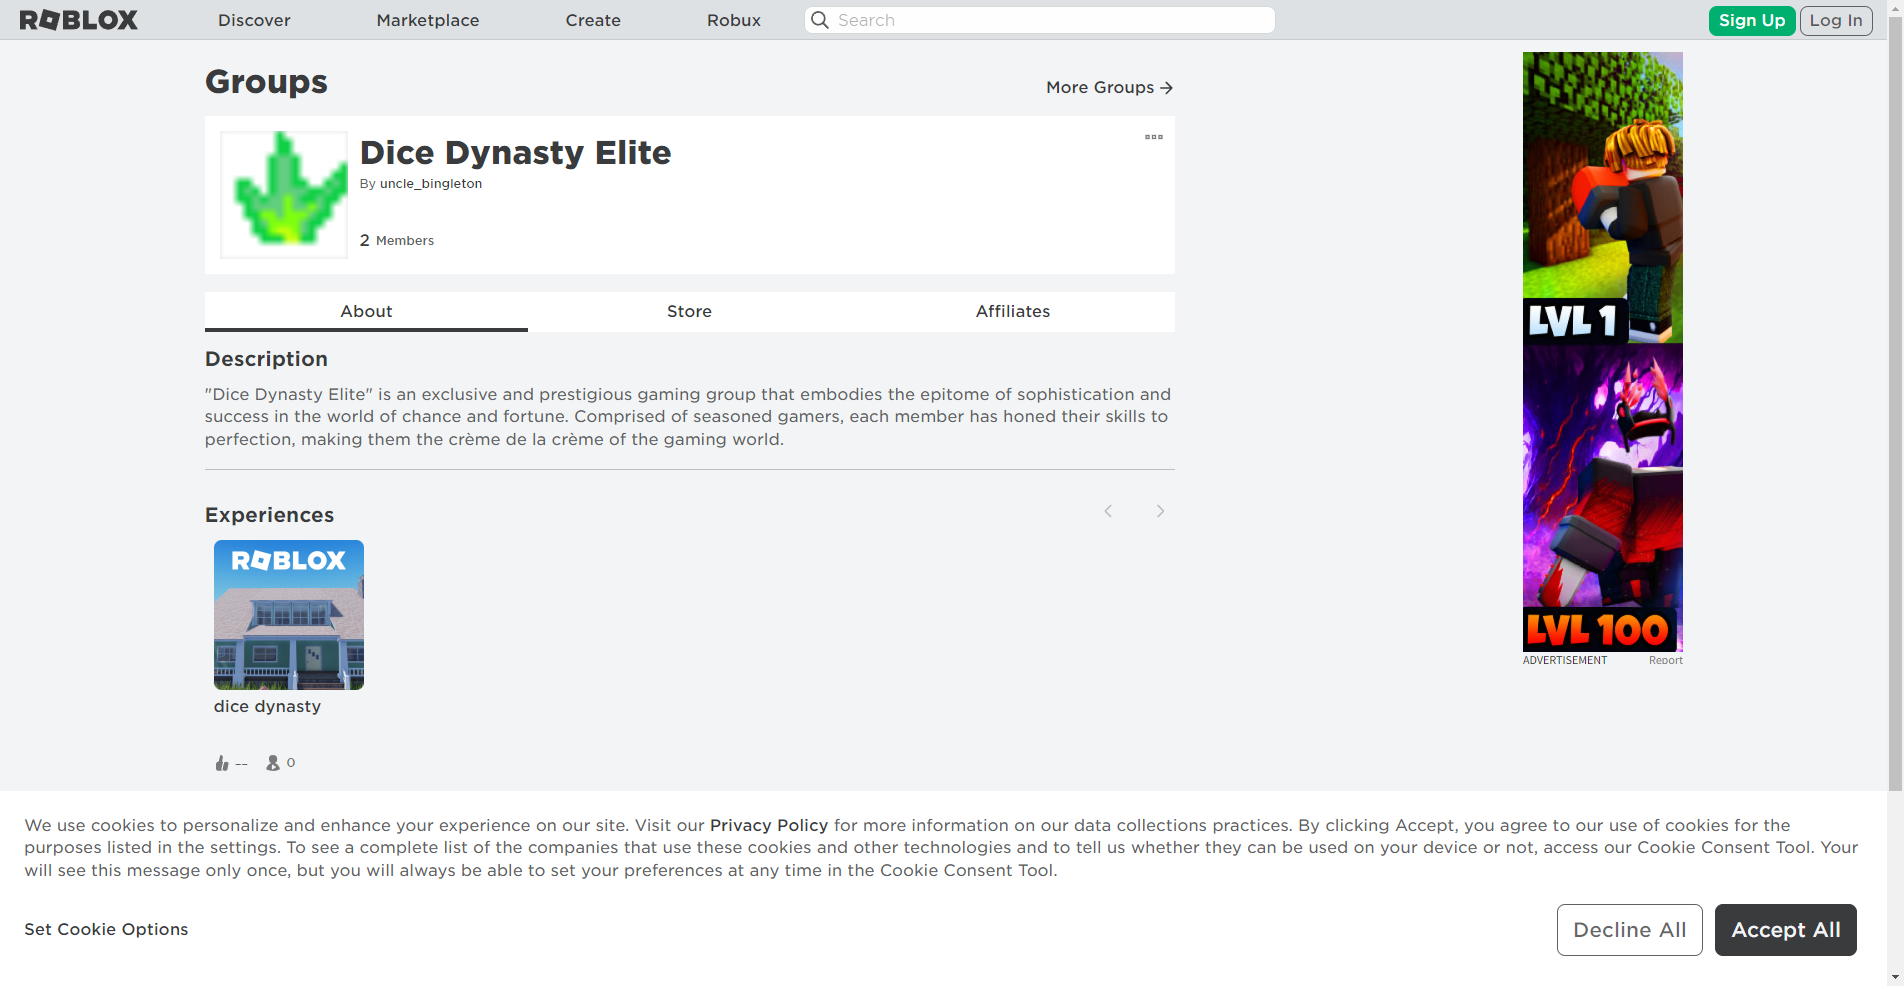 ROBLOX
Discover
Marketplace
Create
Robux
Search
Sign Up
Log In
Groups
More Groups
Dice Dynasty Elite
By uncle_bingleton
2 Members
About
Store
Affiliates
Description
"Dice Dynasty Elite" is an exclusive and prestigious gaming group that embodies the epitome of sophistication and
success in the world of chance and fortune. Comprised of seasoned gamers, each member has honed their skills to
perfection, making them the crème de la crème of the gaming world.
Experiences
ROBLOX
dice dynasty
--
0
LVL 1
LVL 100
ADVERTISEMENT
Report
We use cookies to personalize and enhance your experience on our site. Visit our Privacy Policy for more information on our data collections practices. By clicking Accept, you agree to our use of cookies for the
purposes listed in the settings. To see a complete list of the companies that use these cookies and other technologies and to tell us whether they can be used on your device or not, access our Cookie Consent Tool. Your
will see this message only once, but you will always be able to set your preferences at any time in the Cookie Consent Tool.
Set Cookie Options
Decline All
Accept All